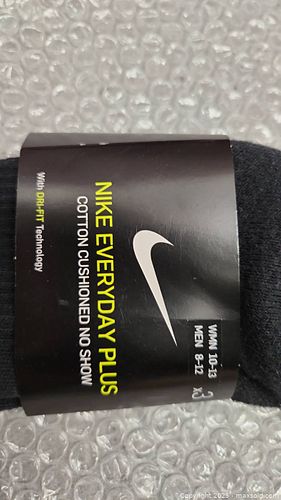 NIKE EVERYDAY PLUS
COTTON CUSHIONED NO SHOW
With DRI-FIT Technology
WMN 10-13
MEN 8-12
x3
Copyright 2025 - maxsold.com